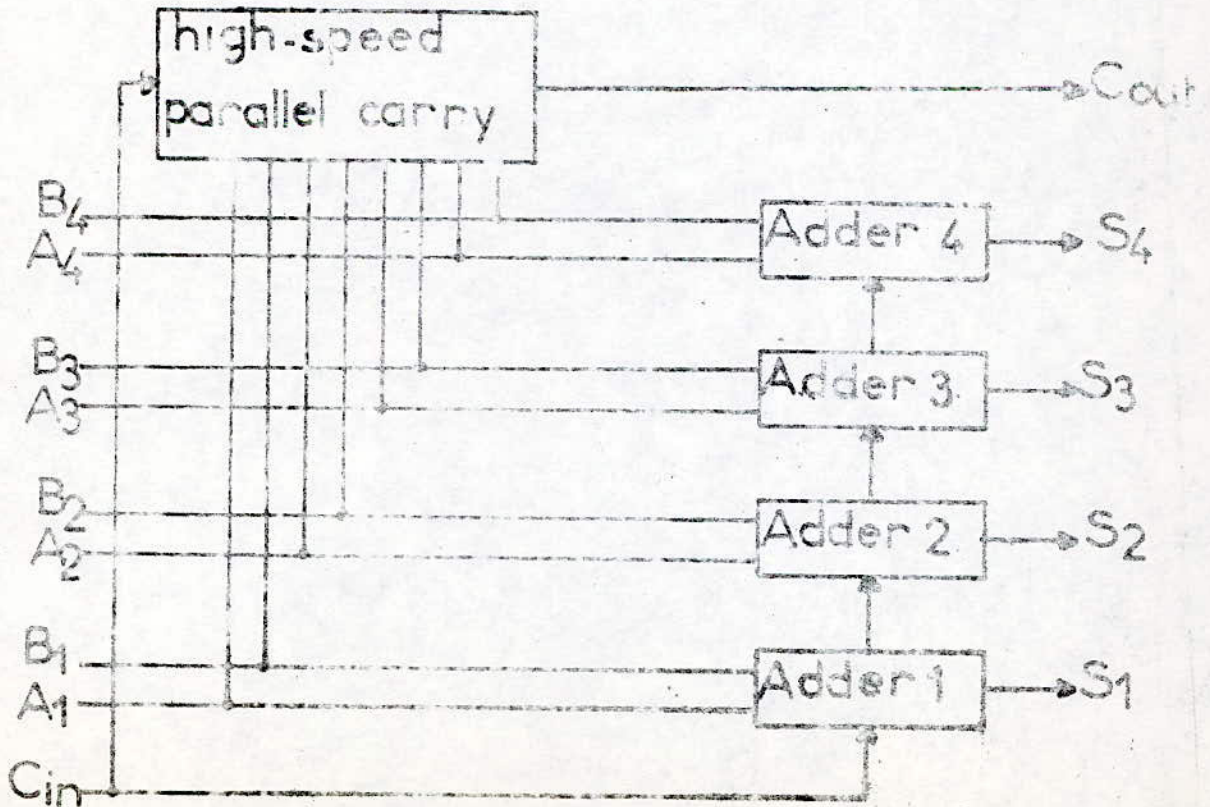 high-speed
parallel carry
Cout
B4
A4
Adder 4
S4
B3
A3
Adder 3
S3
B2
A2
Adder 2
S2
B1
A1
Adder 1
S1
Cin